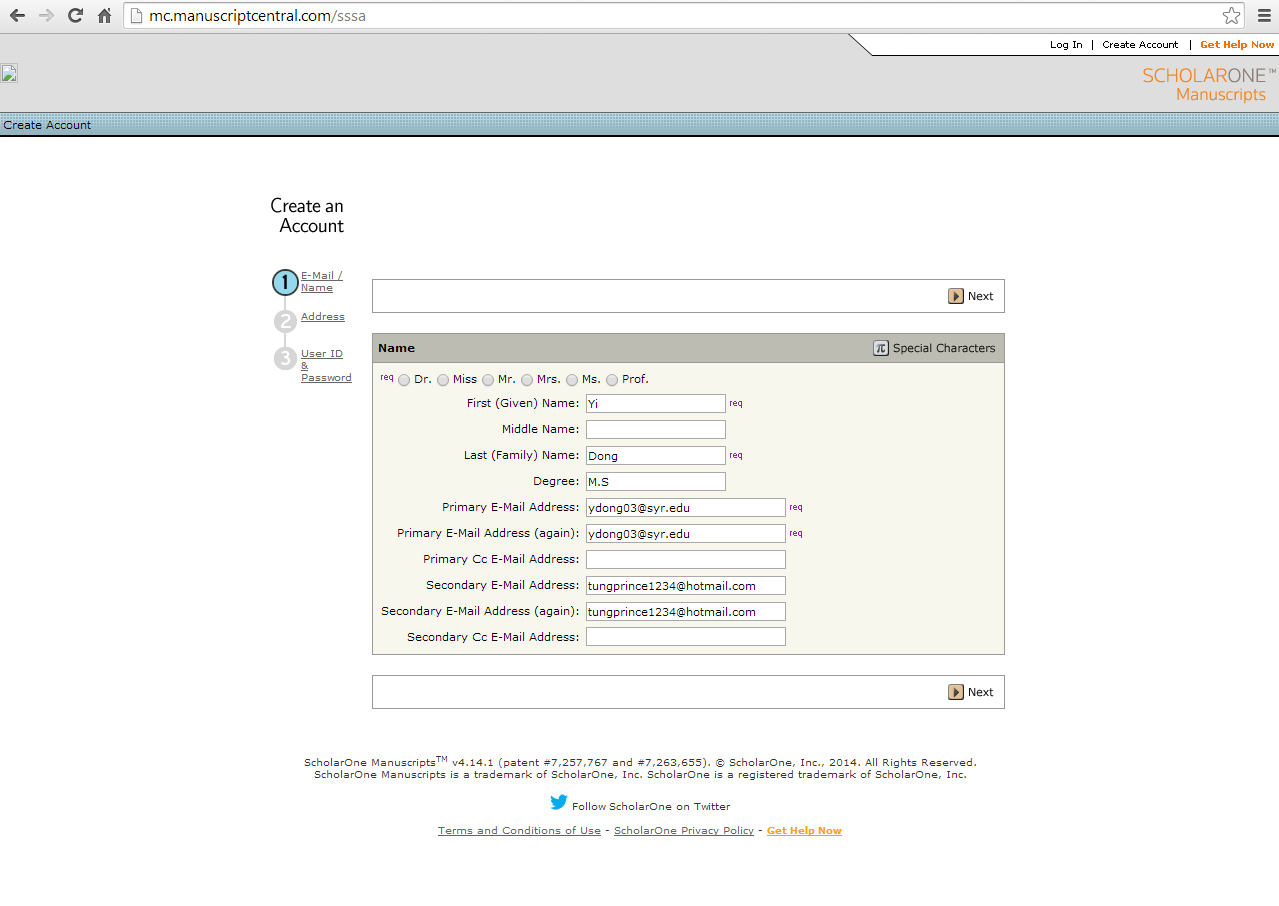 mc.manuscriptcentral.com/sssa
Log In | Create Account | Get Help Now
SCHOLARONE™
Manuscripts
Create Account
Create an
Account
1 E-Mail /
Name
2 Address
3 User ID
&
Password
Next
Name
π Special Characters
req Dr. Miss Mr. Mrs. Ms. Prof.
First (Given) Name: Yi req
Middle Name:
Last (Family) Name: Dong req
Degree: M.S
Primary E-Mail Address: ydong03@syr.edu req
Primary E-Mail Address (again): ydong03@syr.edu req
Primary Cc E-Mail Address:
Secondary E-Mail Address: tungprince1234@hotmail.com
Secondary E-Mail Address (again): tungprince1234@hotmail.com
Secondary Cc E-Mail Address:
Next
ScholarOne Manuscripts™ v4.14.1 (patent #7,257,767 and #7,263,655). © ScholarOne, Inc., 2014. All Rights Reserved.
ScholarOne Manuscripts is a trademark of ScholarOne, Inc. ScholarOne is a registered trademark of ScholarOne, Inc.
Follow ScholarOne on Twitter
Terms and Conditions of Use - ScholarOne Privacy Policy - Get Help Now